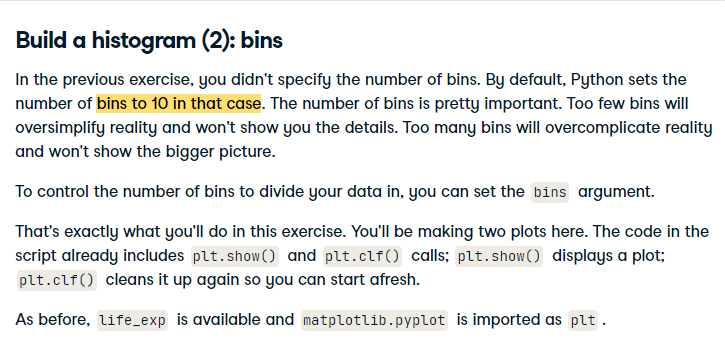 Build a histogram (2): bins
In the previous exercise, you didn't specify the number of bins. By default, Python sets the
number of bins to 10 in that case. The number of bins is pretty important. Too few bins will
oversimplify reality and won't show you the details. Too many bins will overcomplicate reality
and won't show the bigger picture.
To control the number of bins to divide your data in, you can set the bins argument.
That's exactly what you'll do in this exercise. You'll be making two plots here. The code in the
script already includes plt.show() and plt.clf() calls; plt.show() displays a plot;
plt.clf() cleans it up again so you can start afresh.
As before, life_exp is available and matplotlib.pyplot is imported as plt.